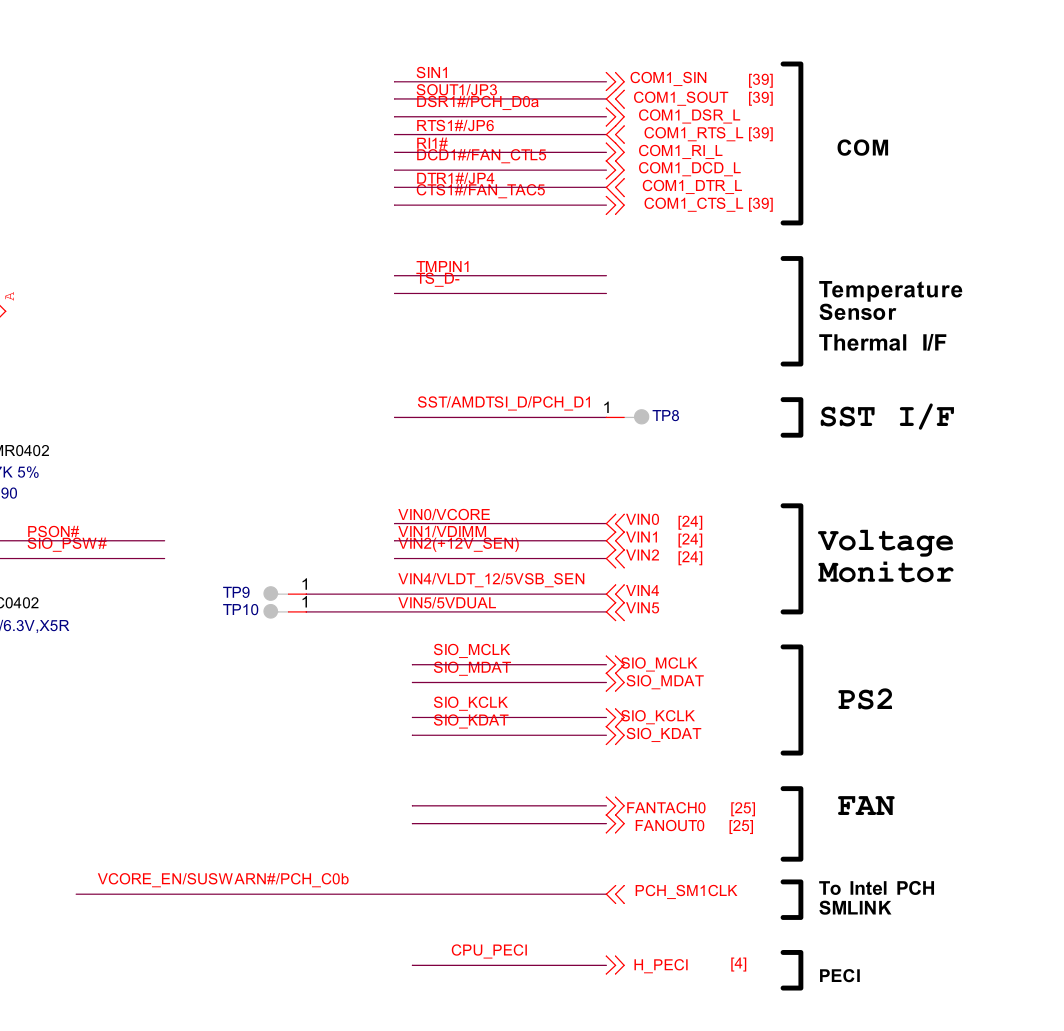 SIN1 COM1_SIN [39]
SOUT1/JP3 COM1_SOUT [39]
DSR1#/PCH_D0a COM1_DSR_L
RTS1#/JP6 COM1_RTS_L [39]
RI1# COM1_RI_L
DCD1#/FAN_CTL5 COM1_DCD_L
DTR1#/JP4 COM1_DTR_L
CTS1#/FAN_TAC5 COM1_CTS_L [39]
COM
TMPIN1
TS_D-
Temperature
Sensor
Thermal I/F
A
SST/AMDTSI_D/PCH_D1 1 TP8
SST I/F
MR0402
7K 5%
90
PSON#
SIO_PSW#
C0402
/6.3V,X5R
VIN0/VCORE VIN0 [24]
VIN1/VDIMM VIN1 [24]
VIN2(+12V_SEN) VIN2 [24]
TP9 1 VIN4/VLDT_12/5VSB_SEN VIN4
TP10 1 VIN5/5VDUAL VIN5
Voltage
Monitor
SIO_MCLK SIO_MCLK
SIO_MDAT SIO_MDAT
SIO_KCLK SIO_KCLK
SIO_KDAT SIO_KDAT
PS2
FANTACH0 [25]
FANOUT0 [25]
FAN
VCORE_EN/SUSWARN#/PCH_C0b PCH_SM1CLK
To Intel PCH
SMLINK
CPU_PECI H_PECI [4]
PECI